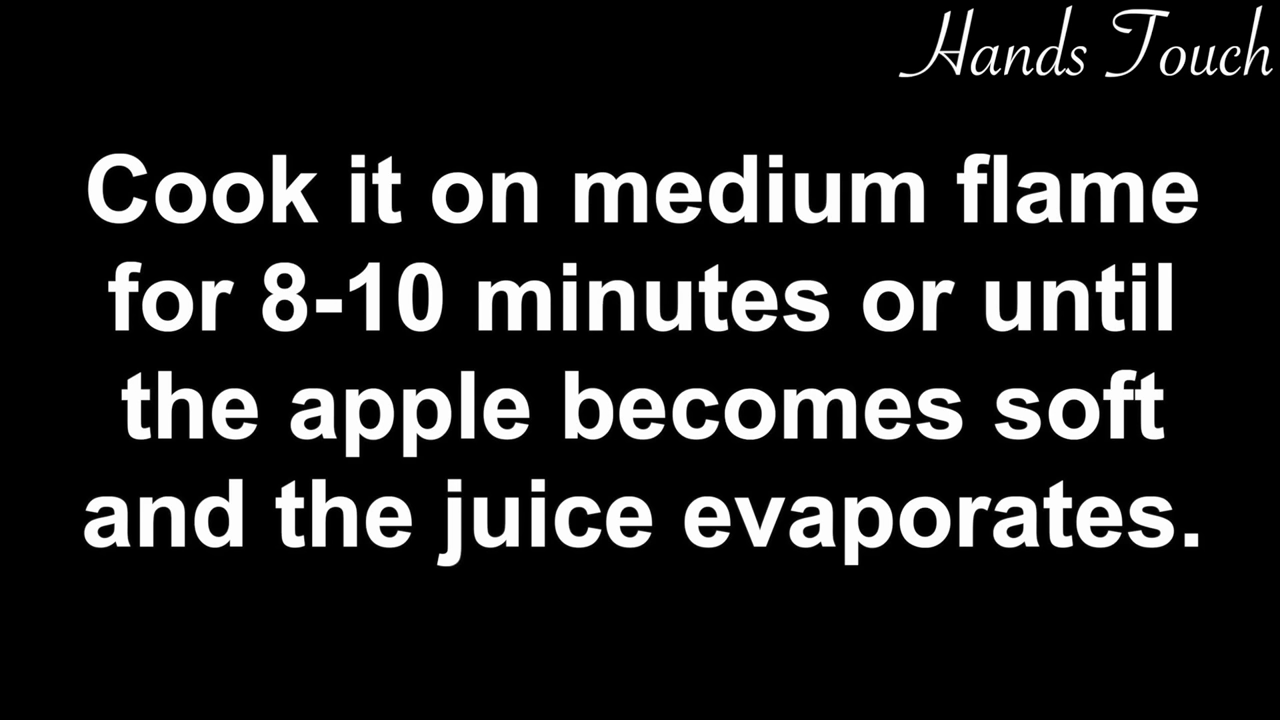 Hands Touch
Cook it on medium flame
for 8-10 minutes or until
the apple becomes soft
and the juice evaporates.